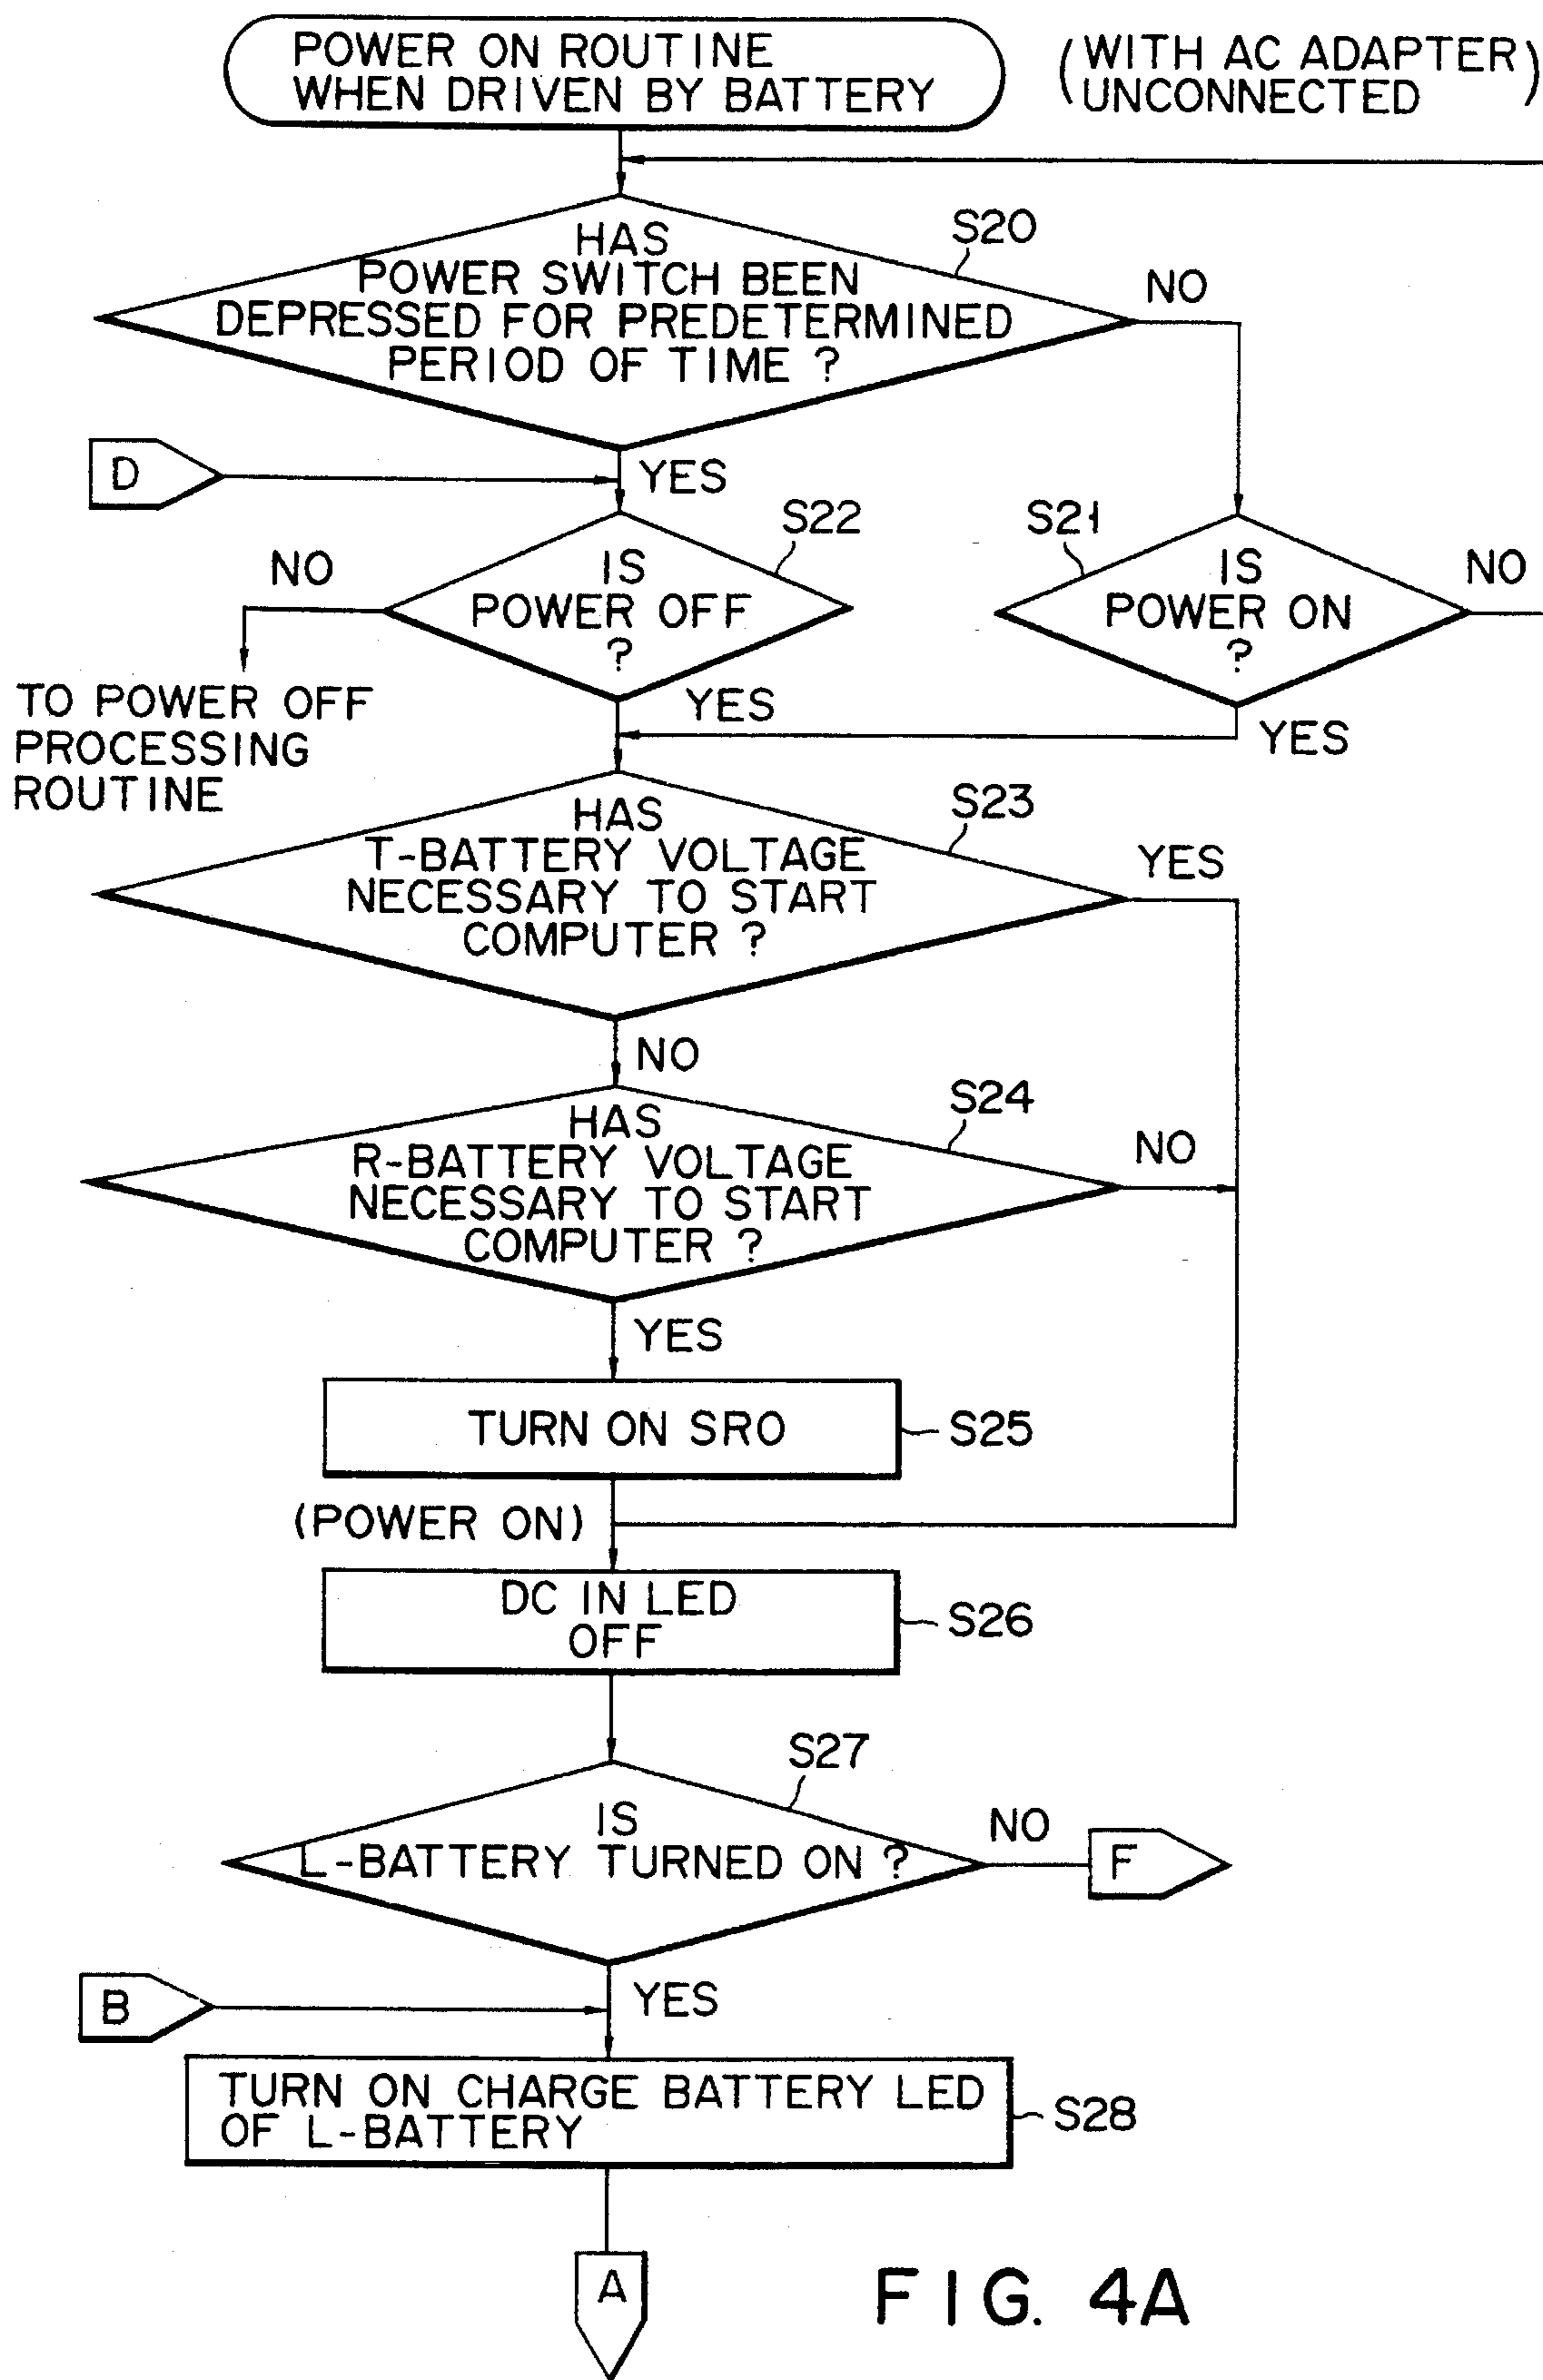 POWER ON ROUTINE
WHEN DRIVEN BY BATTERY
(WITH AC ADAPTER)
UNCONNECTED
S20
HAS
POWER SWITCH BEEN
DEPRESSED FOR PREDETERMINED
PERIOD OF TIME ?
NO
D
YES
S22
IS
POWER OFF
?
NO
S21
IS
POWER ON
?
NO
TO POWER OFF
PROCESSING
ROUTINE
YES
YES
S23
HAS
T-BATTERY VOLTAGE
NECESSARY TO START
COMPUTER ?
YES
NO
S24
HAS
R-BATTERY VOLTAGE
NECESSARY TO START
COMPUTER ?
NO
YES
TURN ON SRO
S25
(POWER ON)
DC IN LED
OFF
S26
S27
IS
L-BATTERY TURNED ON ?
NO
F
B
YES
TURN ON CHARGE BATTERY LED
OF L-BATTERY
S28
A
FIG. 4A